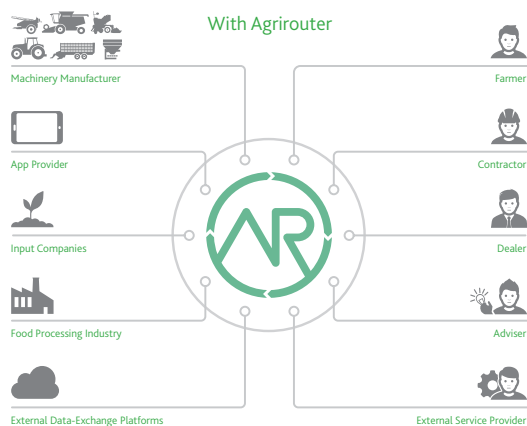 With Agrirouter
Machinery Manufacturer
Farmer
App Provider
Contractor
AR
Input Companies
Dealer
Food Processing Industry
Adviser
External Data-Exchange Platforms
External Service Provider